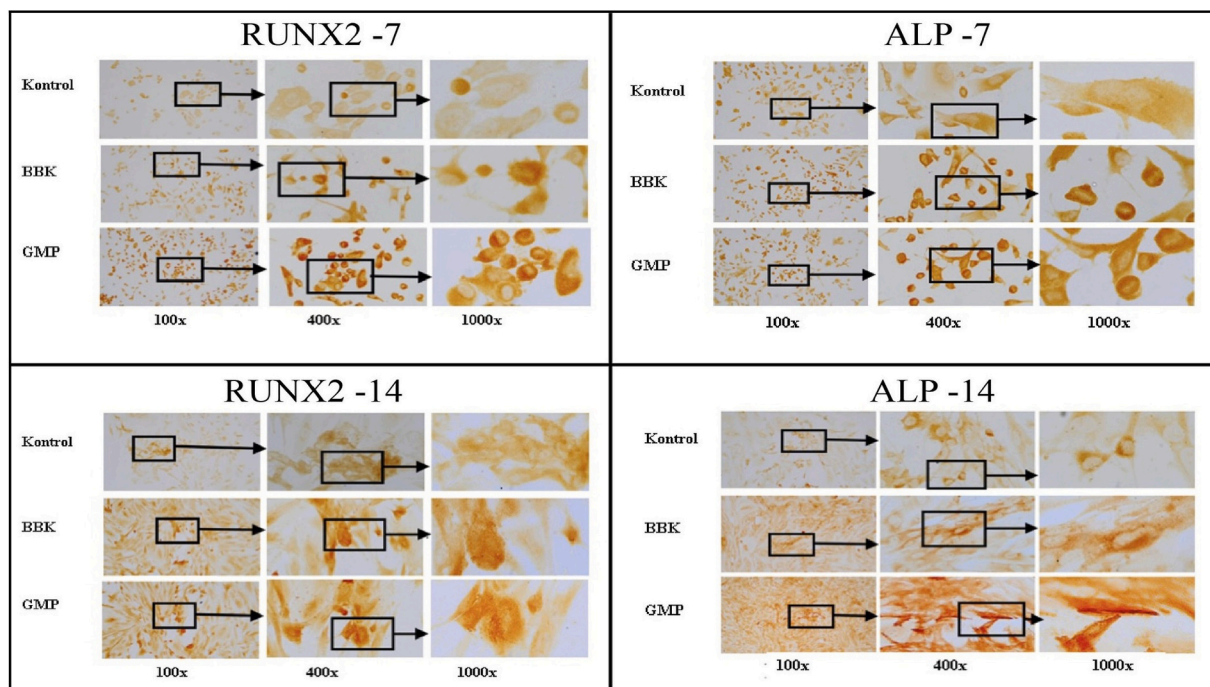 RUNX2 -7
Kontrol
BBK
GMP
100x 400x 1000x
ALP -7
Kontrol
BBK
GMP
100x 400x 1000x
RUNX2 -14
Kontrol
BBK
GMP
100x 400x 1000x
ALP -14
Kontrol
BBK
GMP
100x 400x 1000x